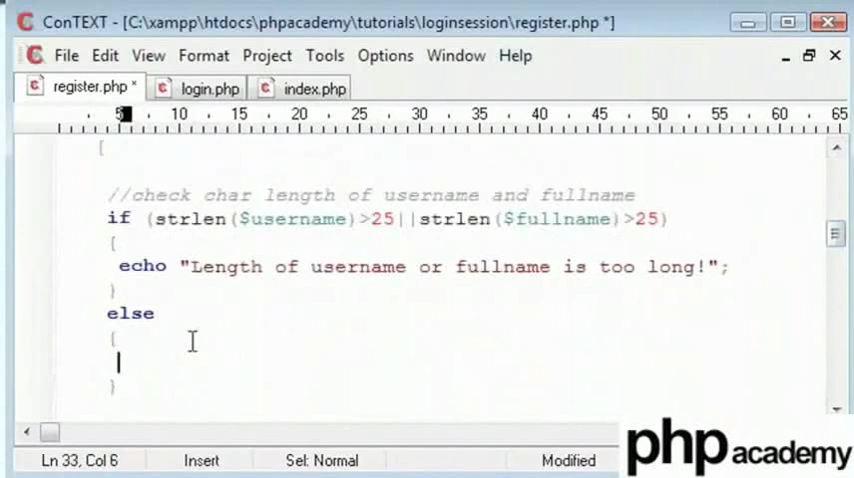 ConTEXT - [C:\xampp\htdocs\phpacademy\tutorials\loginsession\register.php *]
File Edit View Format Project Tools Options Window Help
register.php * login.php index.php
5 10 15 20 25 30 35 40 45 50 55 60 65
{
//check char length of username and fullname
if (strlen($username)>25||strlen($fullname)>25)
{
echo "Length of username or fullname is too long!";
}
else
{
}
Ln 33, Col 6 Insert Sel: Normal Modified
php academy